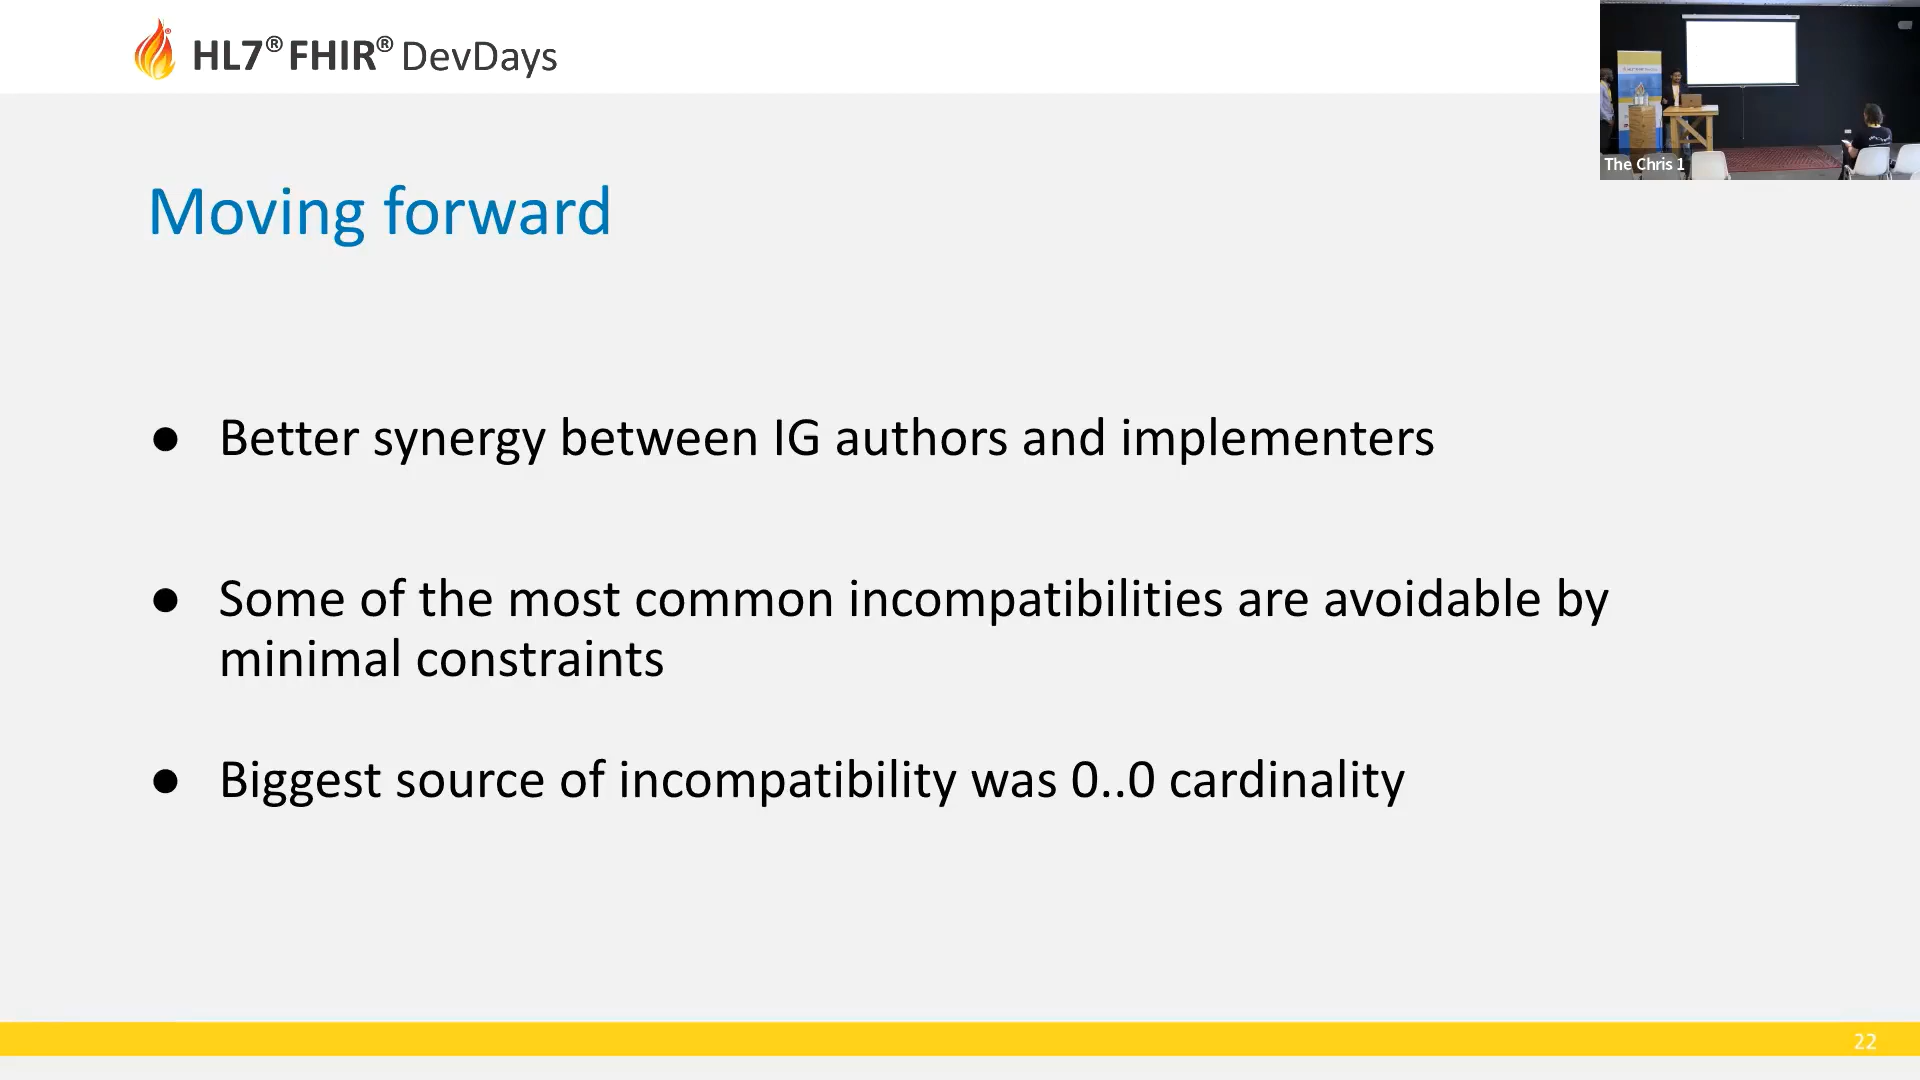 HL7® FHIR® DevDays
The Chris 1
Moving forward
● Better synergy between IG authors and implementers
● Some of the most common incompatibilities are avoidable by
minimal constraints
● Biggest source of incompatibility was 0..0 cardinality
22